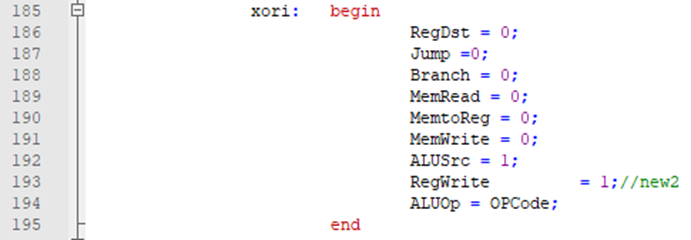 185 xori: begin
186 RegDst = 0;
187 Jump =0;
188 Branch = 0;
189 MemRead = 0;
190 MemtoReg = 0;
191 MemWrite = 0;
192 ALUSrc = 1;
193 RegWrite = 1;//new2
194 ALUOp = OPCode;
195 end